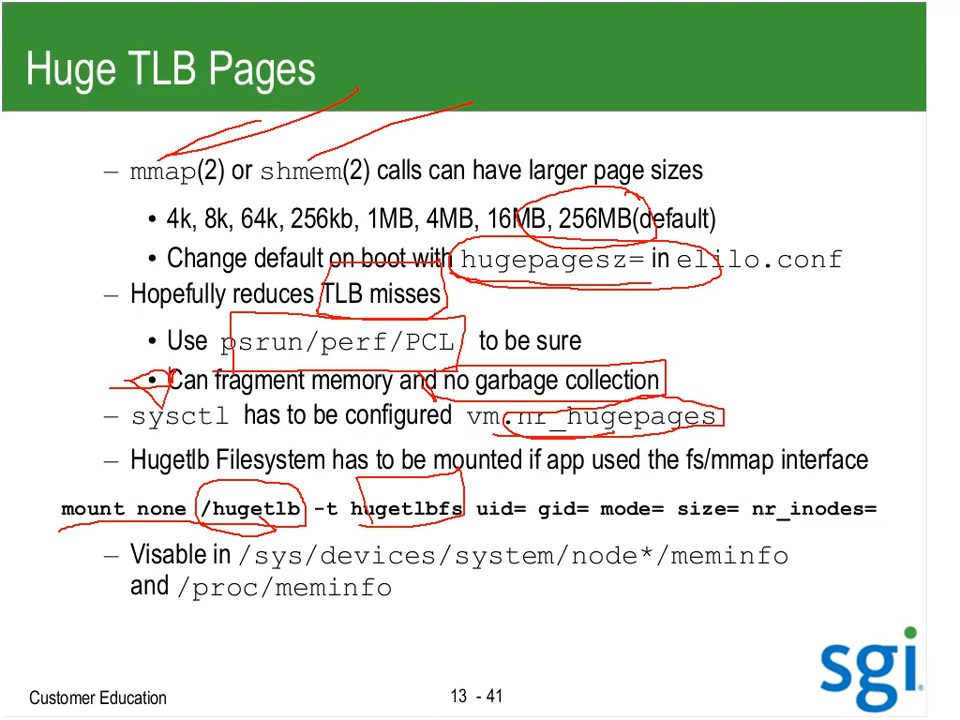 Huge TLB Pages
– mmap(2) or shmem(2) calls can have larger page sizes
• 4k, 8k, 64k, 256kb, 1MB, 4MB, 16MB, 256MB(default)
• Change default on boot with hugepagesz= in elilo.conf
– Hopefully reduces TLB misses
• Use psrun/perf/PCL to be sure
• Can fragment memory and no garbage collection
– sysctl has to be configured vm.nr_hugepages
– Hugetlb Filesystem has to be mounted if app used the fs/mmap interface
mount none /hugetlb -t hugetlbfs uid= gid= mode= size= nr_inodes=
– Visable in /sys/devices/system/node*/meminfo
and /proc/meminfo
sgi
Customer Education
13 - 41